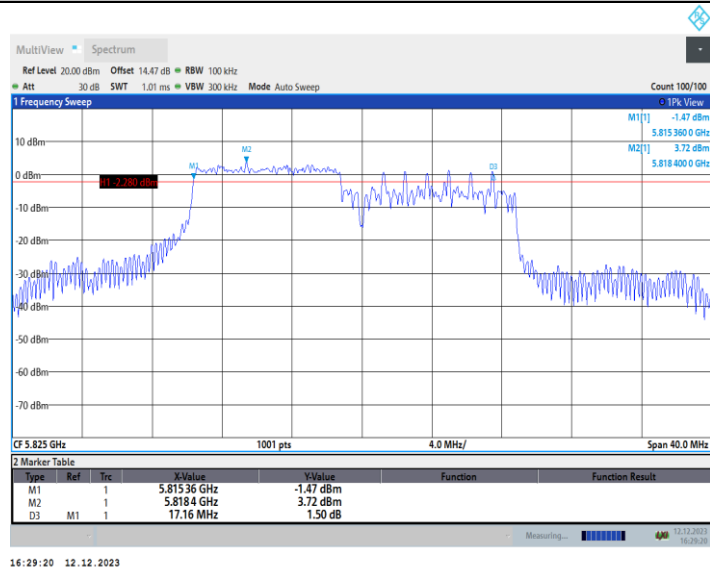 MultiView Spectrum
Ref Level 20.00 dBm Offset 14.47 dB RBW 100 kHz
Att 30 dB SWT 1.01 ms VBW 300 kHz Mode Auto Sweep Count 100/100
1 Frequency Sweep 1Pk View
M1[1] -1.47 dBm
5.815 360 0 GHz
M2[1] 3.72 dBm
5.818 400 0 GHz
10 dBm
M2
M1
D3
0 dBm
H1 -2.280 dBm
-10 dBm
-20 dBm
-30 dBm
-40 dBm
-50 dBm
-60 dBm
-70 dBm
CF 5.825 GHz 1001 pts 4.0 MHz/ Span 40.0 MHz
2 Marker Table
Type Ref Trc X-Value Y-Value Function Function Result
M1 1 5.81536 GHz -1.47 dBm
M2 1 5.8184 GHz 3.72 dBm
D3 M1 1 17.16 MHz 1.50 dB
Measuring... 12.12.2023
16:29:20
16:29:20 12.12.2023